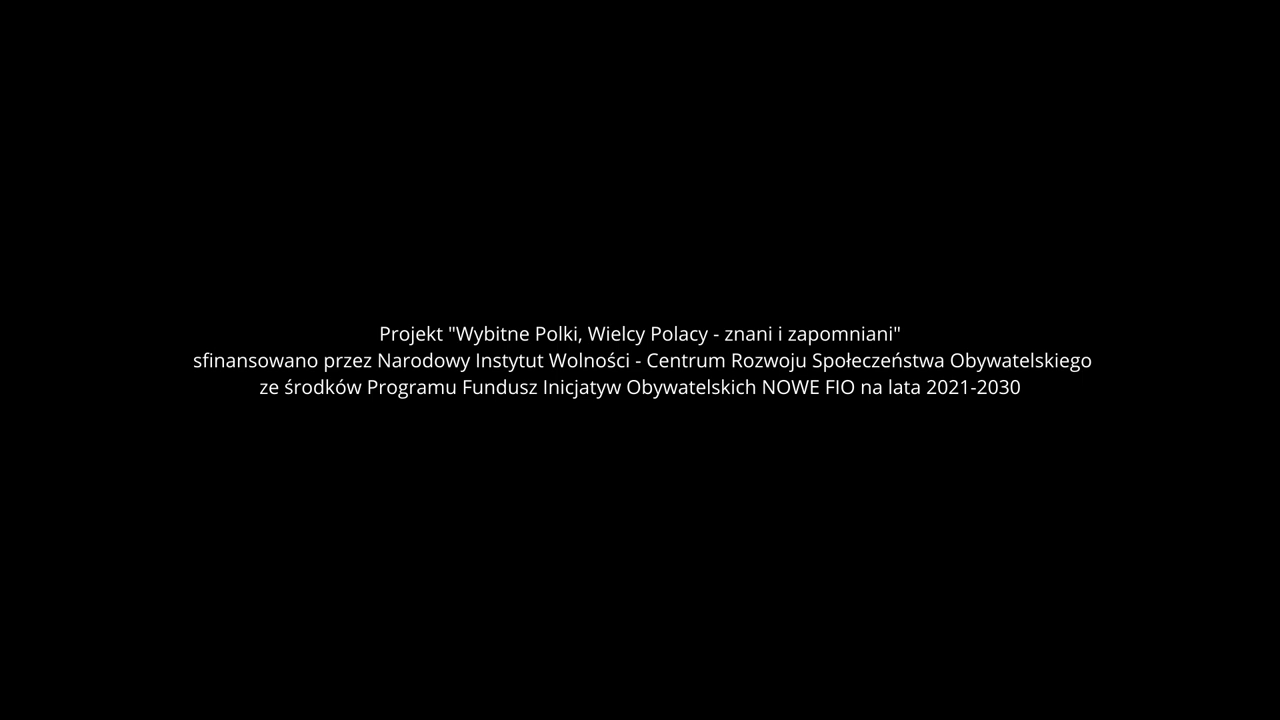 Projekt "Wybitne Polki, Wielcy Polacy - znani i zapomniani"
sfinansowano przez Narodowy Instytut Wolności - Centrum Rozwoju Społeczeństwa Obywatelskiego
ze środków Programu Fundusz Inicjatyw Obywatelskich NOWE FIO na lata 2021-2030